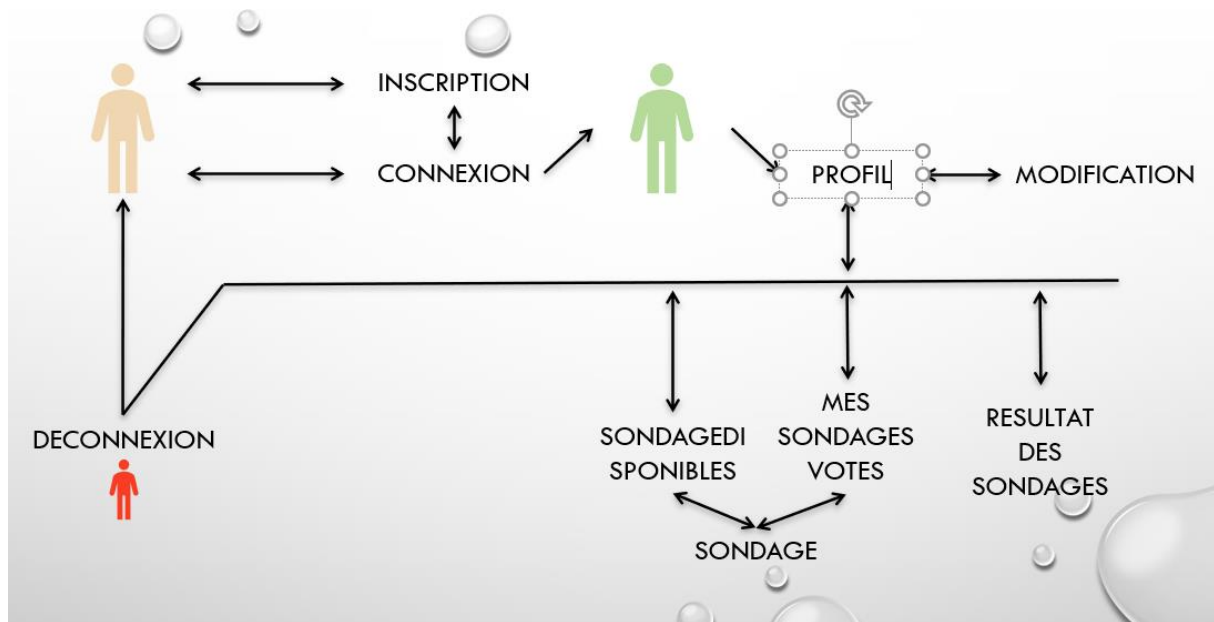 INSCRIPTION
CONNEXION
PROFIL
MODIFICATION
DECONNEXION
SONDAGEDI
SPONIBLES
MES
SONDAGES
VOTES
RESULTAT
DES
SONDAGES
SONDAGE